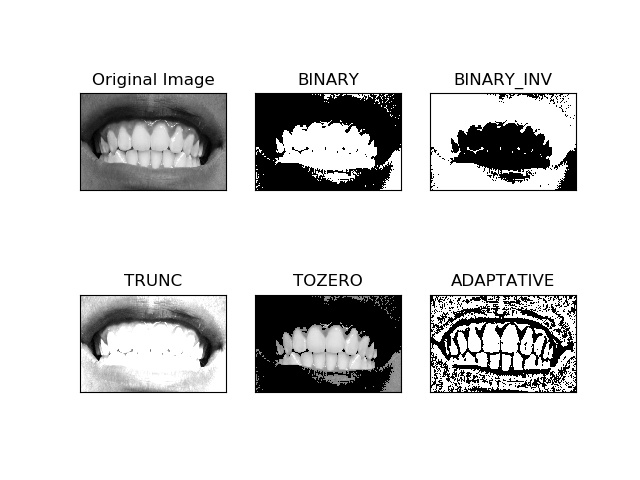 Original Image
BINARY
BINARY_INV
TRUNC
TOZERO
ADAPTATIVE